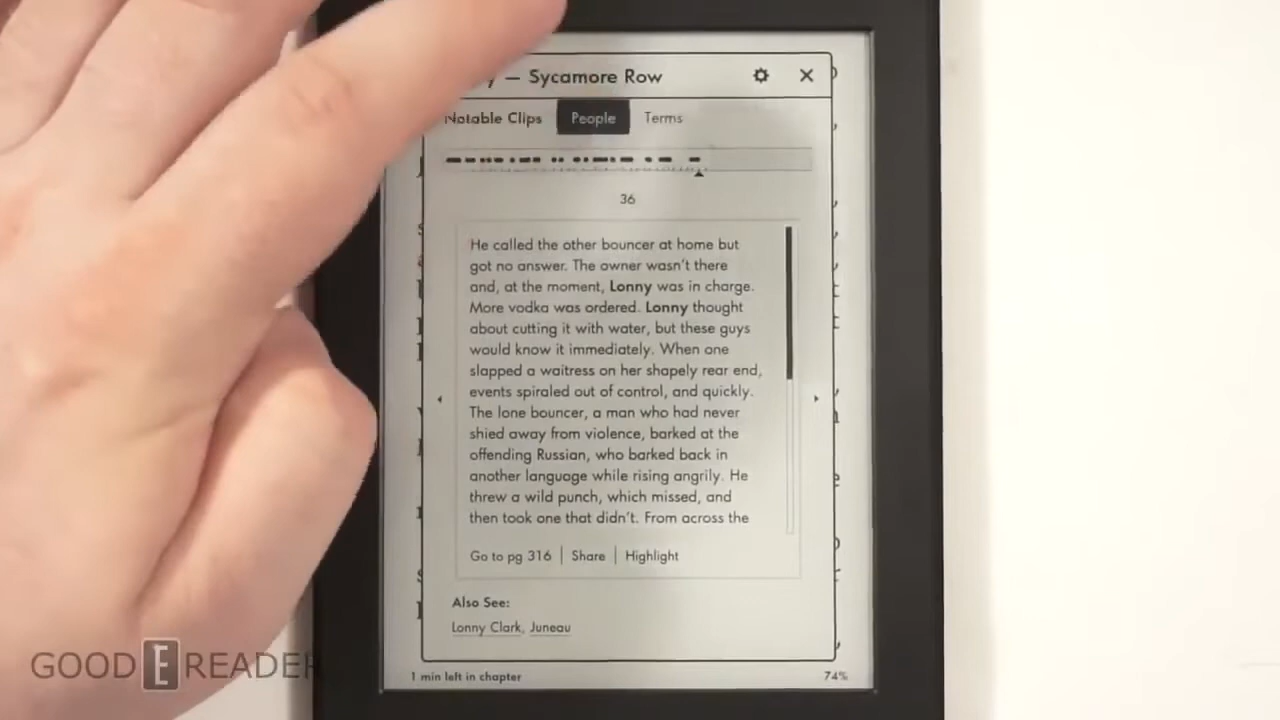 — Sycamore Row
Notable Clips People Terms
36
He called the other bouncer at home but
got no answer. The owner wasn't there
and, at the moment, Lonny was in charge.
More vodka was ordered. Lonny thought
about cutting it with water, but these guys
would know it immediately. When one
slapped a waitress on her shapely rear end,
events spiraled out of control, and quickly.
The lone bouncer, a man who had never
shied away from violence, barked at the
offending Russian, who barked back in
another language while rising angrily. He
threw a wild punch, which missed, and
then took one that didn't. From across the
Go to pg 316 | Share | Highlight
Also See:
Lonny Clark, Juneau
1 min left in chapter 74%
GOOD E READER